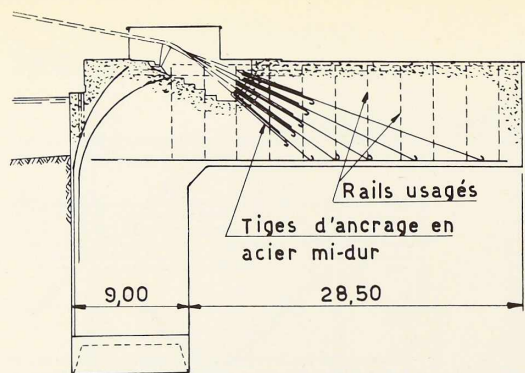 Rails usagés
Tiges d'ancrage en
acier mi-dur
9,00
28,50